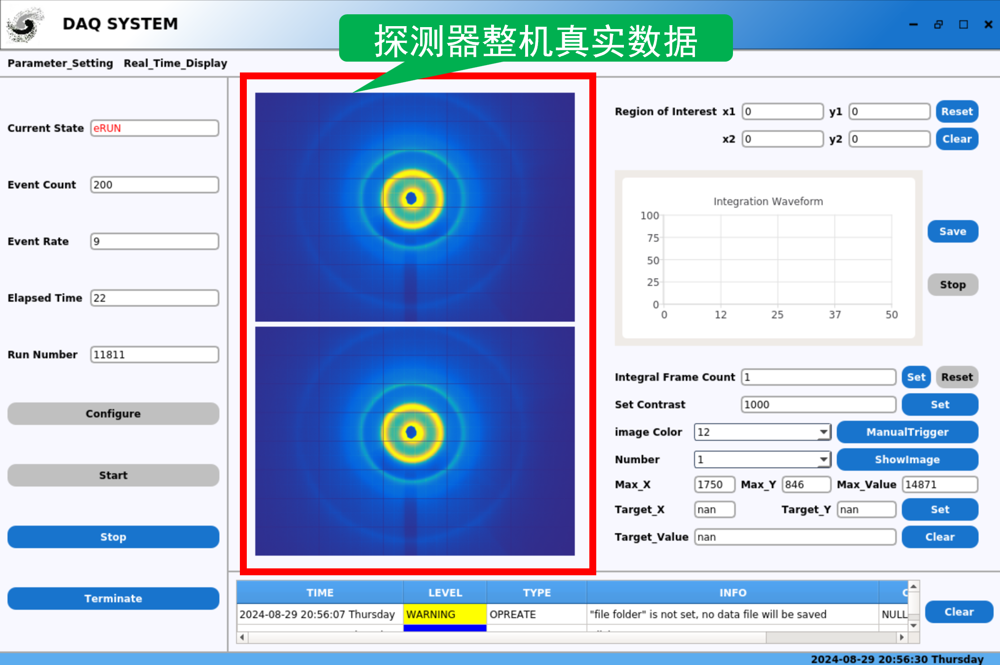 DAQ SYSTEM
探测器整机真实数据
Parameter_Setting Real_Time_Display
Current State eRUN
Event Count 200
Event Rate 9
Elapsed Time 22
Run Number 11811
Configure
Start
Stop
Terminate
Region of Interest x1 0 y1 0 Reset
x2 0 y2 0 Clear
Integration Waveform
100
75
50
25
0
0 12 25 37 50
Save
Stop
Integral Frame Count 1 Set Reset
Set Contrast 1000 Set
image Color 12 ManualTrigger
Number 1 ShowImage
Max_X 1750 Max_Y 846 Max_Value 14871
Target_X nan Target_Y nan Set
Target_Value nan Clear
TIME LEVEL TYPE INFO
2024-08-29 20:56:07 Thursday WARNING OPREATE "file folder" is not set, no data file will be saved NULL
Clear
2024-08-29 20:56:30 Thursday